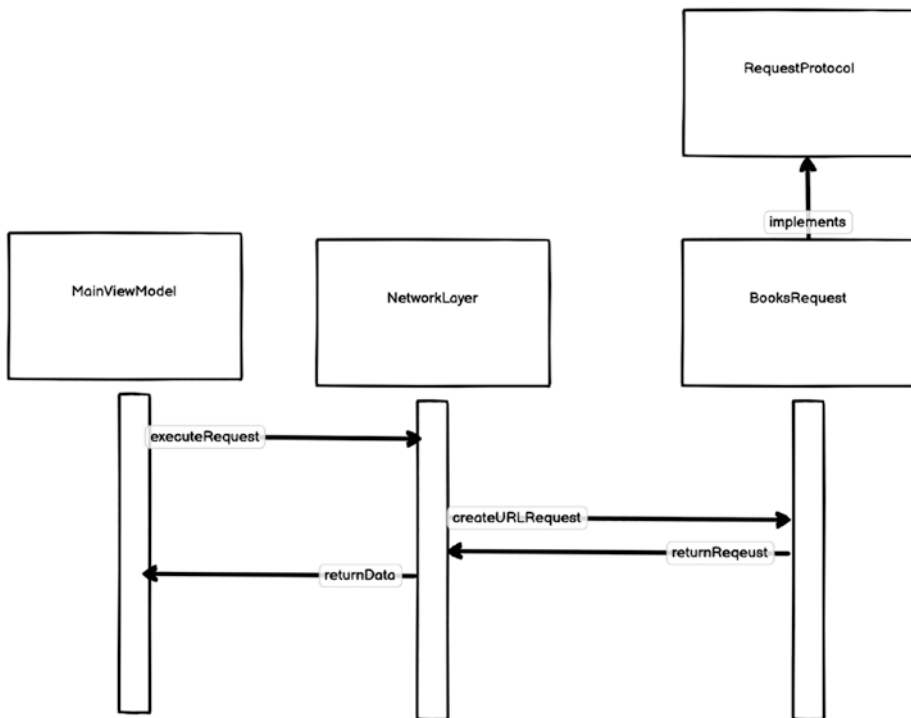 RequestProtocol
implements
MainViewModel
NetworkLayer
BooksRequest
executeRequest
createURLRequest
returnReqeust
returnData